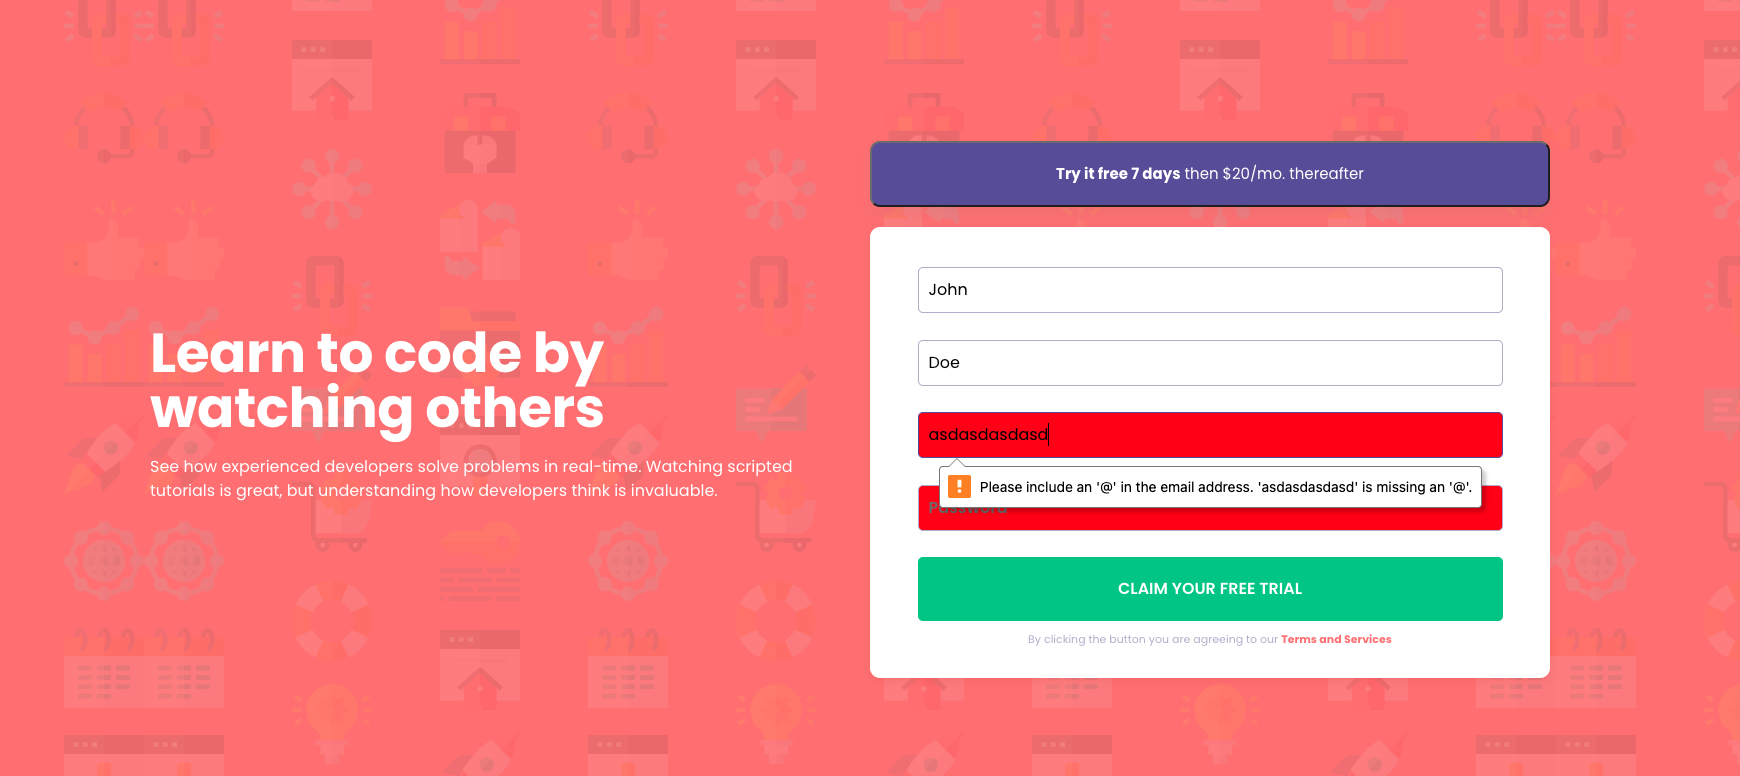 Learn to code by
watching others
See how experienced developers solve problems in real-time. Watching scripted
tutorials is great, but understanding how developers think is invaluable.
Try it free 7 days then $20/mo. thereafter
John
Doe
asdasdasdasd
Please include an '@' in the email address. 'asdasdasdasd' is missing an '@'.
Password
CLAIM YOUR FREE TRIAL
By clicking the button you are agreeing to our Terms and Services